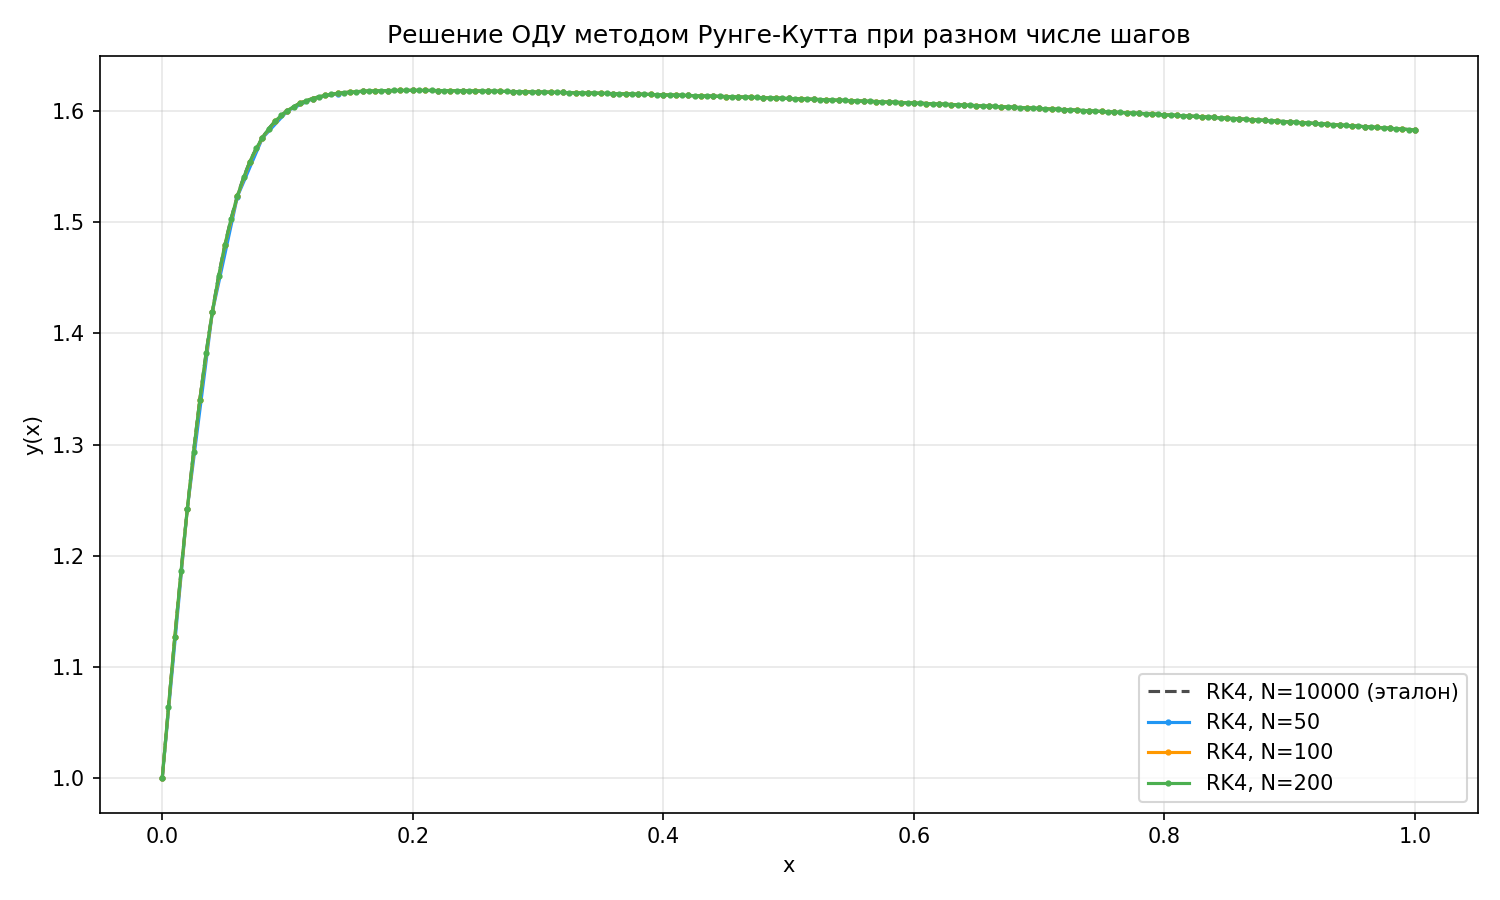 Решение ОДУ методом Рунге-Кутта при разном числе шагов
y(x)
1.6
1.5
1.4
1.3
1.2
1.1
1.0
RK4, N=10000 (эталон)
RK4, N=50
RK4, N=100
RK4, N=200
0.0 0.2 0.4 0.6 0.8 1.0
x